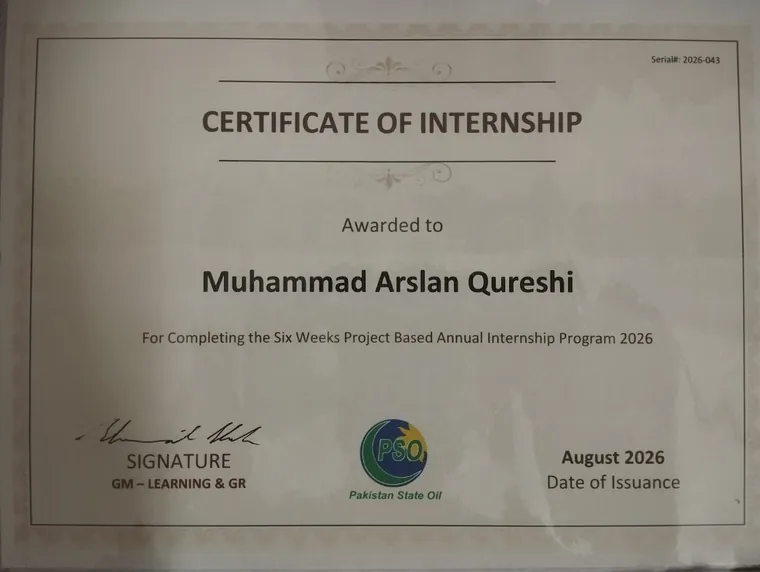 Serial#: 2026-043
CERTIFICATE OF INTERNSHIP
Awarded to
Muhammad Arslan Qureshi
For Completing the Six Weeks Project Based Annual Internship Program 2026
SIGNATURE
GM – LEARNING & GR
PSO
Pakistan State Oil
August 2026
Date of Issuance